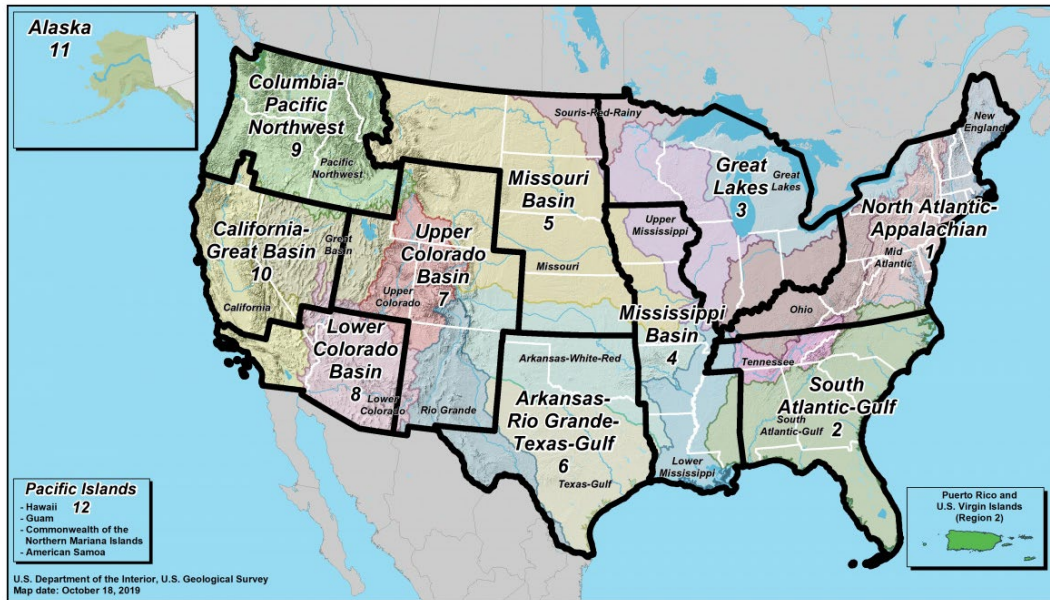 Alaska
11
Columbia-
Pacific
Northwest
9
Pacific
Northwest
Souris-Red-Rainy
New
England
Great
Lakes
3
Great
Lakes
Missouri
Basin
5
North Atlantic-
Appalachian
1
Mid
Atlantic
Upper
Mississippi
California-
Great Basin
10
Great
Basin
California
Upper
Colorado
Basin
7
Upper
Colorado
Missouri
Ohio
Mississippi
Basin
4
Lower
Colorado
Basin
8
Lower
Colorado
Arkansas-White-Red
Tennessee
South
Atlantic-Gulf
2
South
Atlantic-Gulf
Rio Grande
Arkansas-
Rio Grande-
Texas-Gulf
6
Texas-Gulf
Lower
Mississippi
Pacific Islands
12
- Hawaii
- Guam
- Commonwealth of the
Northern Mariana Islands
- American Samoa
Puerto Rico and
U.S. Virgin Islands
(Region 2)
U.S. Department of the Interior, U.S. Geological Survey
Map date: October 18, 2019